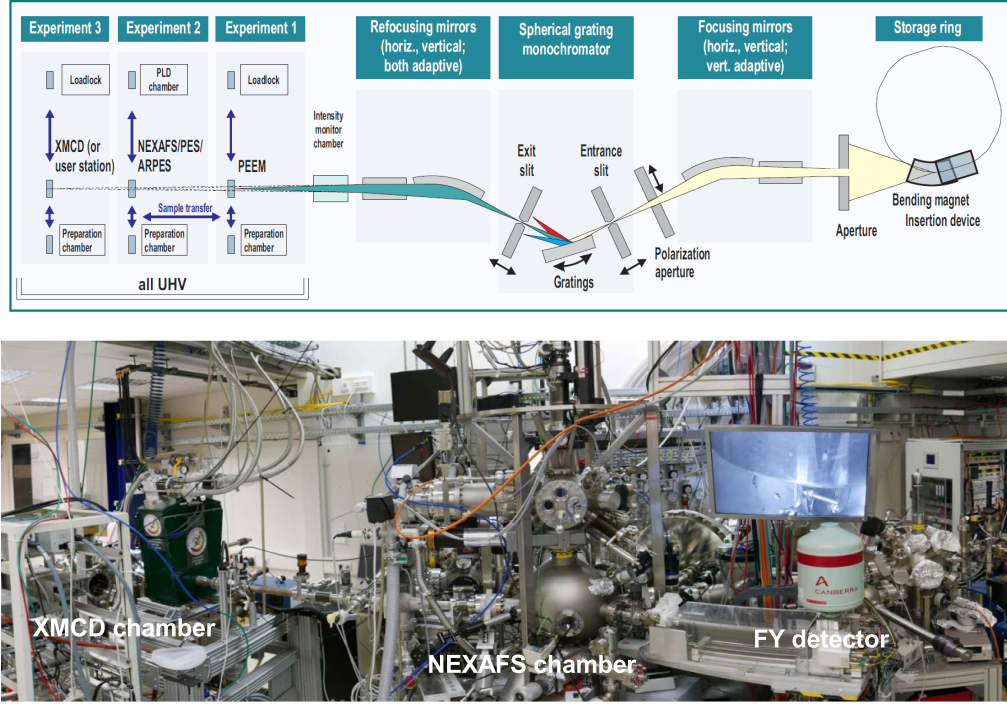 Experiment 3
Experiment 2
Experiment 1
Refocusing mirrors
(horiz., vertical;
both adaptive)
Spherical grating
monochromator
Focusing mirrors
(horiz., vertical;
vert. adaptive)
Storage ring
Loadlock
PLD
chamber
Loadlock
Intensity
monitor
chamber
XMCD (or
user station)
NEXAFS/PES/
ARPES
PEEM
Exit
slit
Entrance
slit
Sample transfer
Preparation
chamber
Preparation
chamber
Preparation
chamber
Bending magnet
Insertion device
Aperture
Polarization
aperture
Gratings
all UHV
A
CANBERRA
XMCD chamber
NEXAFS chamber
FY detector